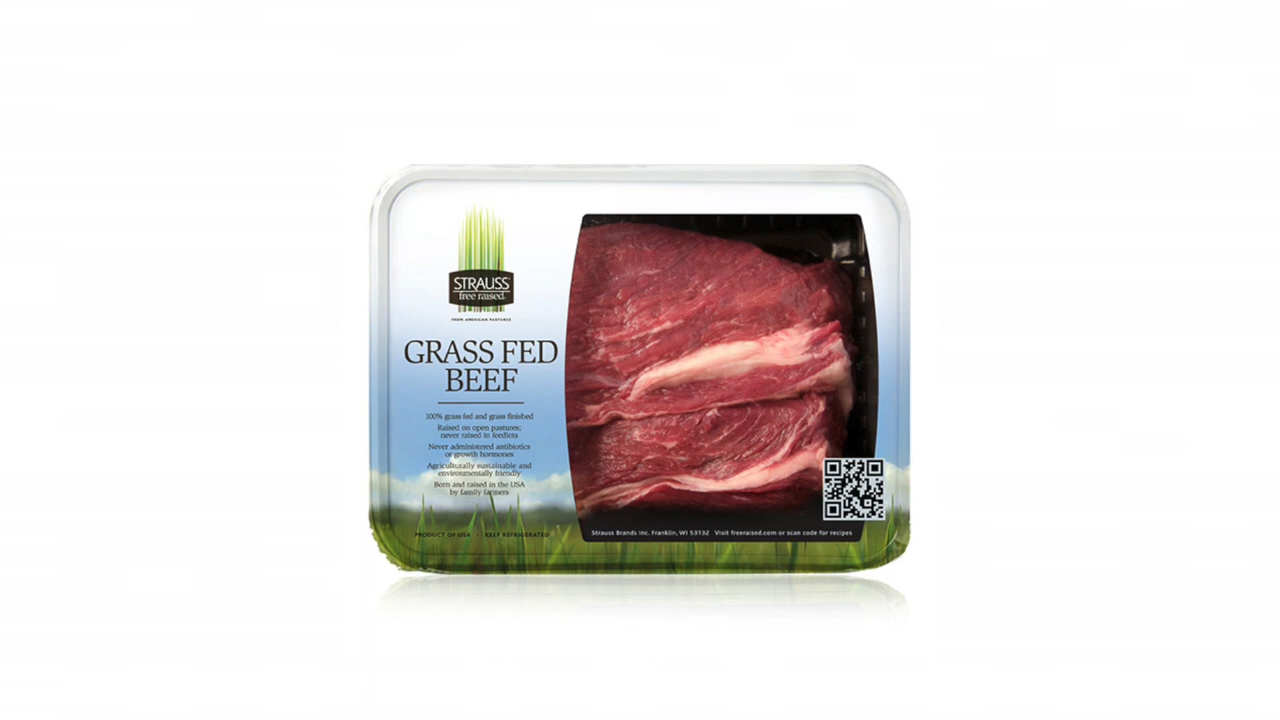 STRAUSS
free raised.
FROM AMERICAN PASTURES
GRASS FED
BEEF
100% grass fed and grass finished
Raised on open pastures;
never raised in feedlots
Never administered antibiotics
or growth hormones
Agriculturally sustainable and
environmentally friendly
Born and raised in the USA
by family farmers
PRODUCT OF USA • KEEP REFRIGERATED
Strauss Brands Inc. Franklin, WI 53132 Visit freeraised.com or scan code for recipes